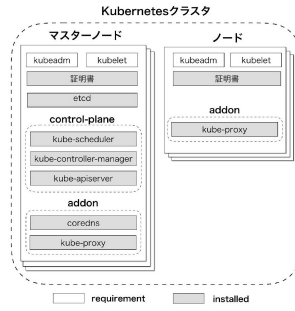 Kubernetesクラスタ
マスターノード
kubeadm
kubelet
証明書
etcd
control-plane
kube-scheduler
kube-controller-manager
kube-apiserver
addon
coredns
kube-proxy
ノード
kubeadm
kubelet
証明書
addon
kube-proxy
requirement
installed